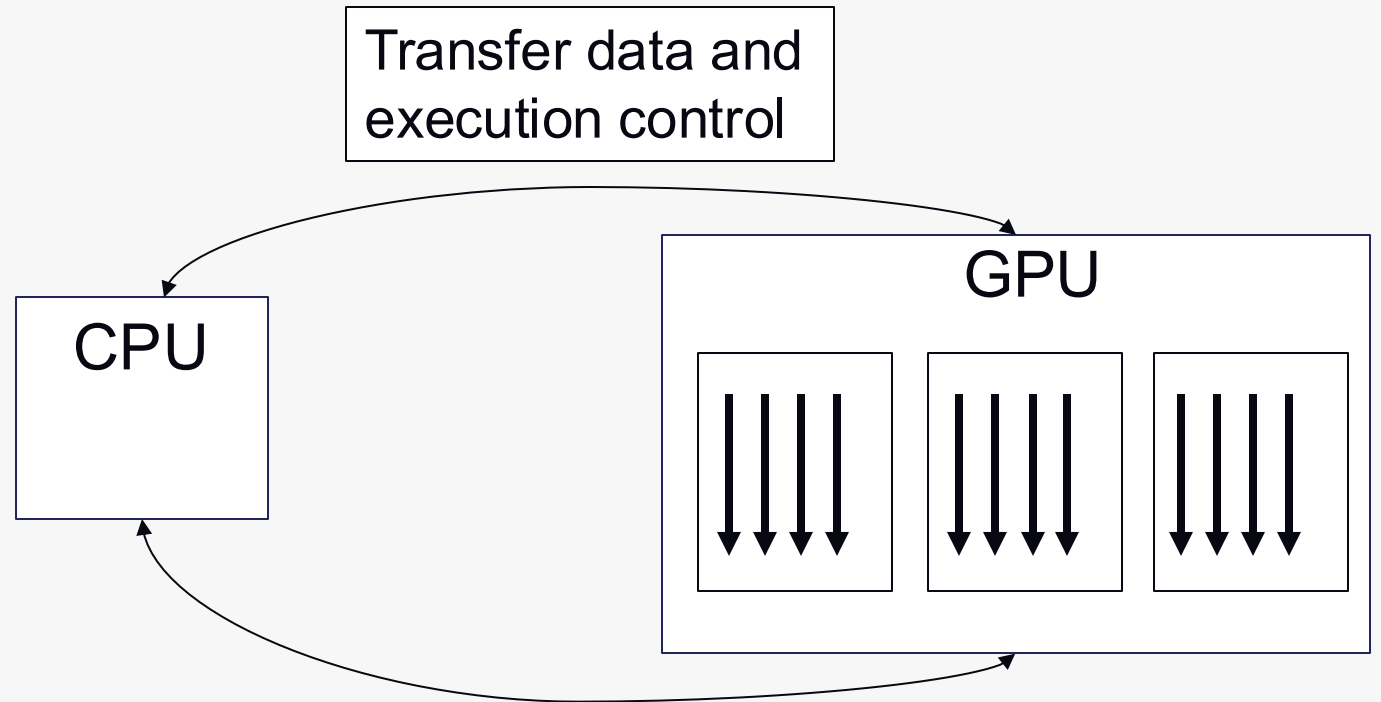 Transfer data and
execution control
GPU
CPU